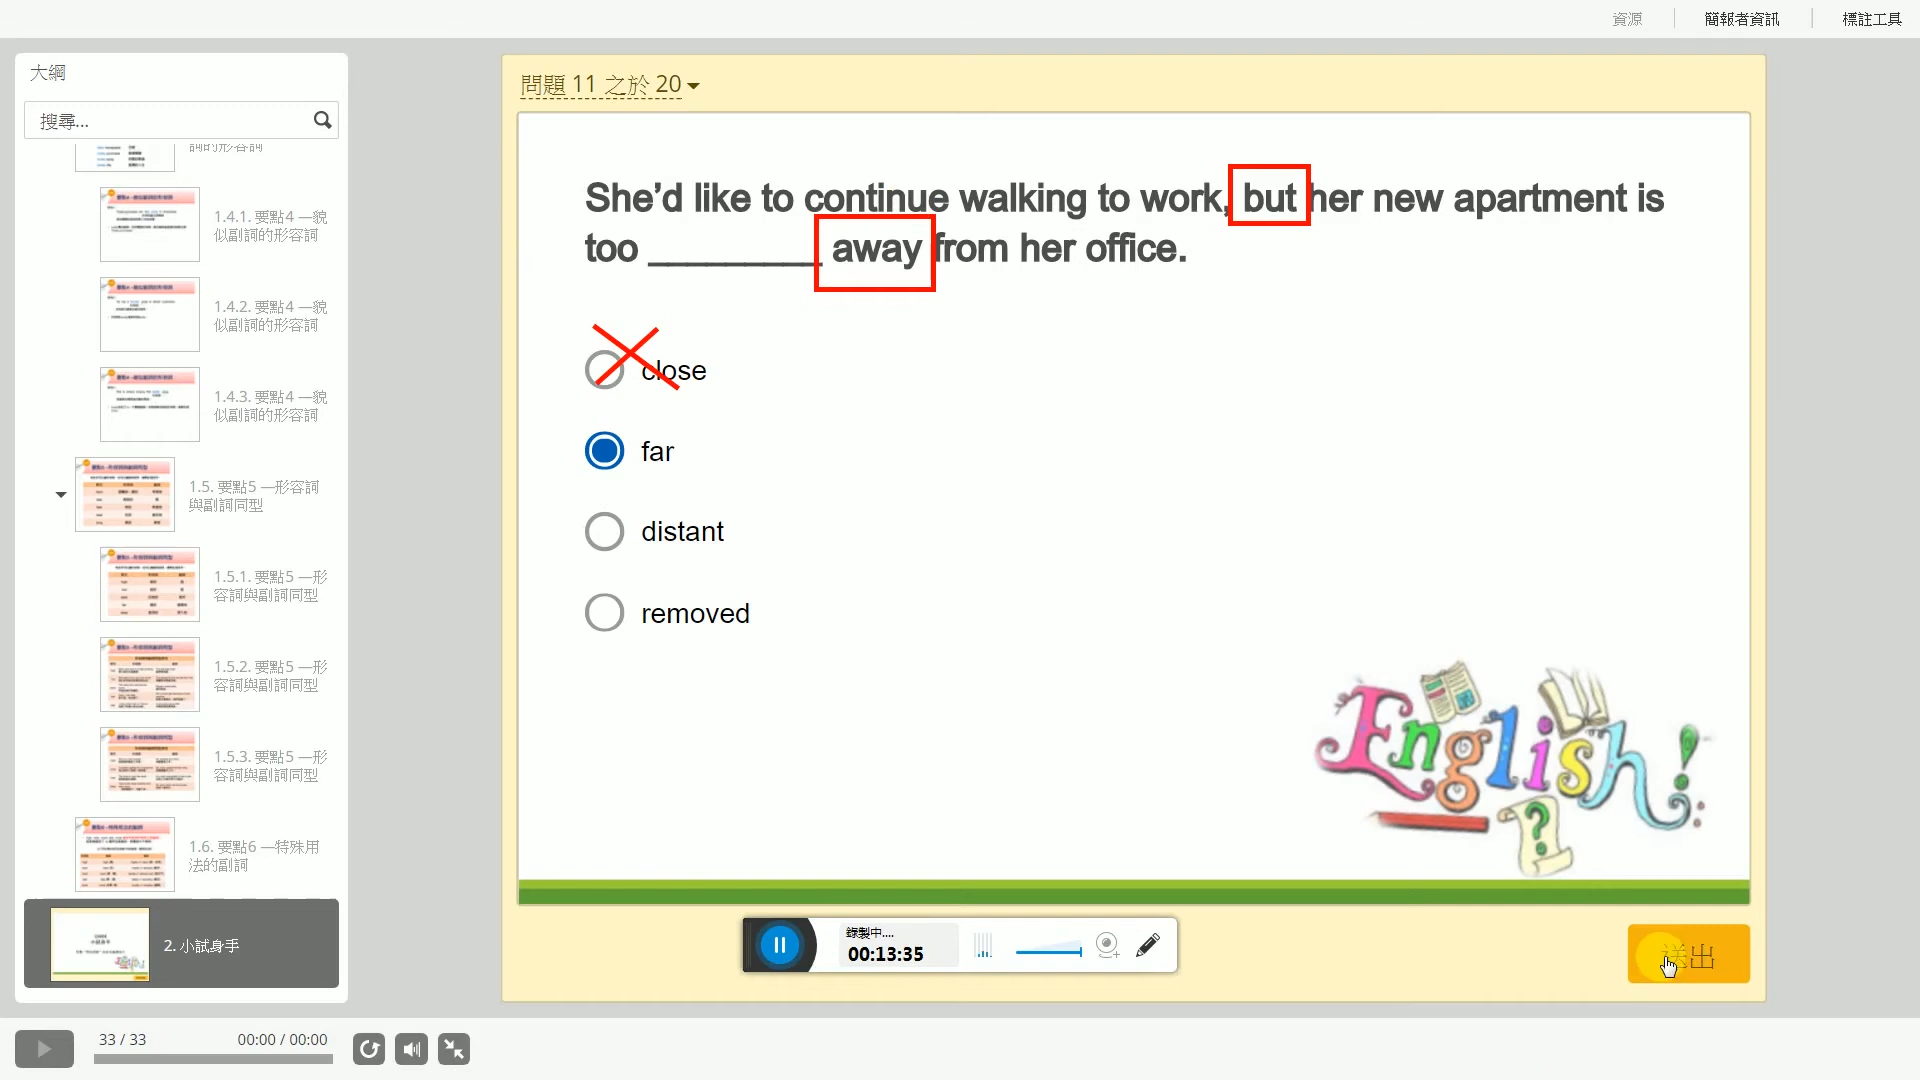 資源
簡報者資訊
標註工具
大綱
搜尋...
詞的形容詞
1.4.1. 要點4 —貌
似副詞的形容詞
1.4.2. 要點4 —貌
似副詞的形容詞
1.4.3. 要點4 —貌
似副詞的形容詞
1.5. 要點5 —形容詞
與副詞同型
1.5.1. 要點5 —形
容詞與副詞同型
1.5.2. 要點5 —形
容詞與副詞同型
1.5.3. 要點5 —形
容詞與副詞同型
1.6. 要點6 —特殊用
法的副詞
2. 小試身手
33 / 33
00:00 / 00:00
問題 11 之於 20
She’d like to continue walking to work, but her new apartment is
too __________ away from her office.
close
far
distant
removed
English!
?
錄製中....
00:13:35
送出